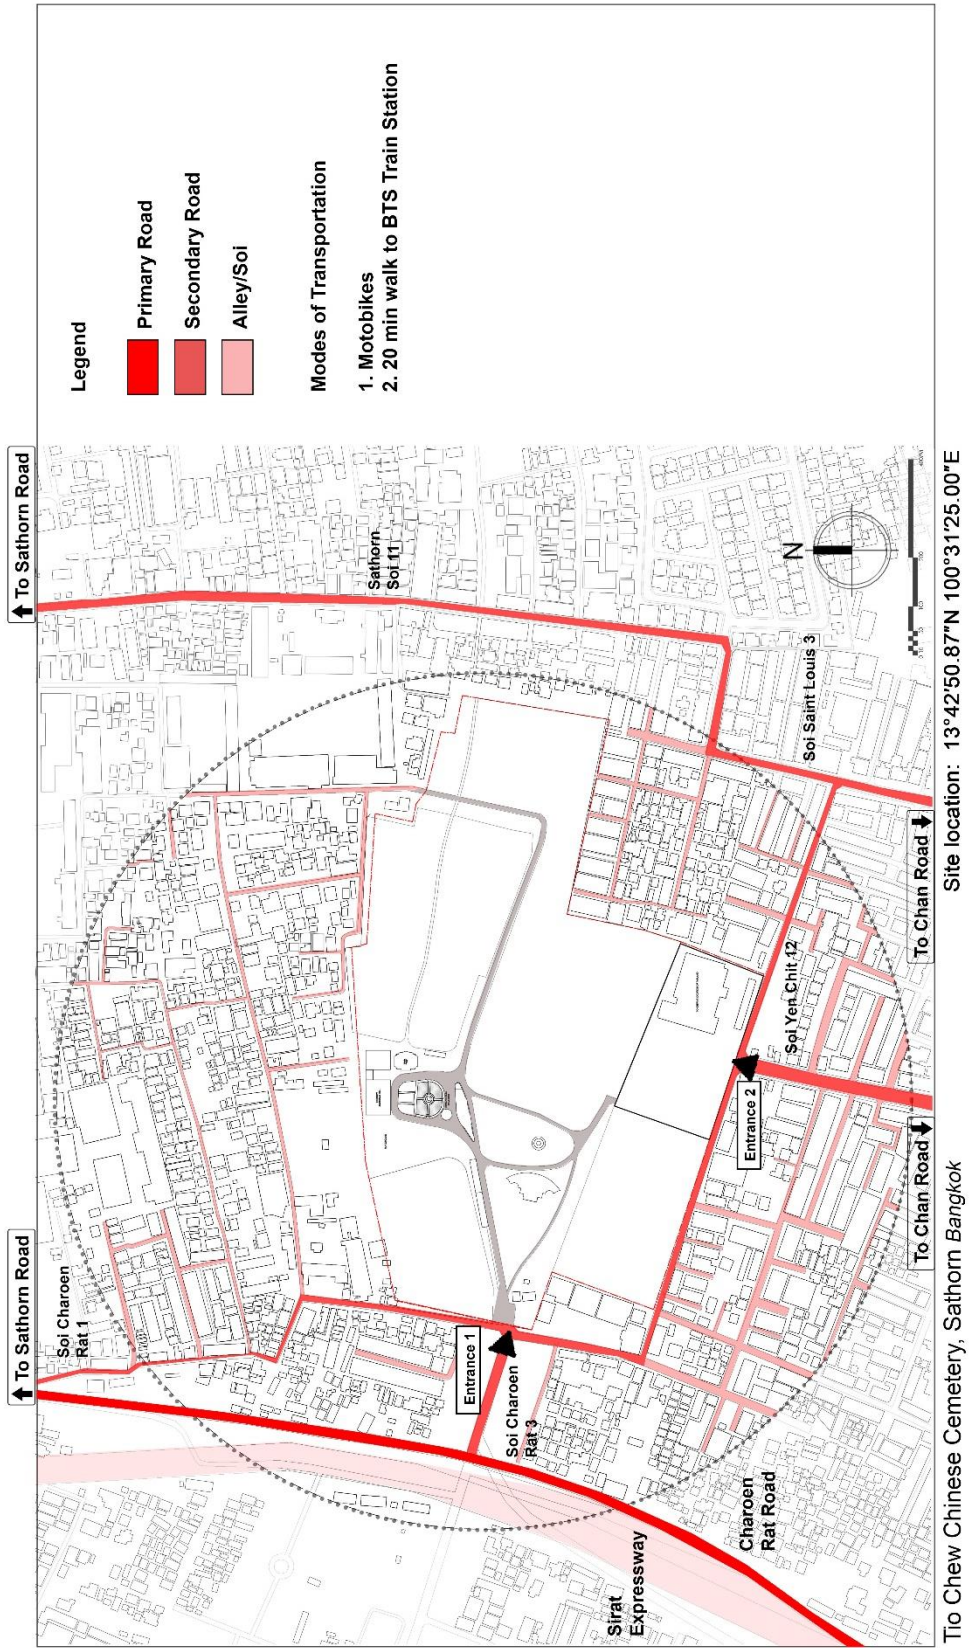 To Sathorn Road
To Sathorn Road
Soi Charoen
Rat 1
Sathorn
Soi 11
Legend
Primary Road
Secondary Road
Alley/Soi
Modes of Transportation
1. Motobikes
2. 20 min walk to BTS Train Station
Entrance 1
Soi Charoen
Rat 3
Entrance 2
Soi Yen Chit 12
Soi Saint Louis 3
N
Charoen
Rat Road
Sirat
Expressway
To Chan Road
To Chan Road
Tio Chew Chinese Cemetery, Sathorn Bangkok
Site location: 13°42'50.87"N 100°31'25.00"E